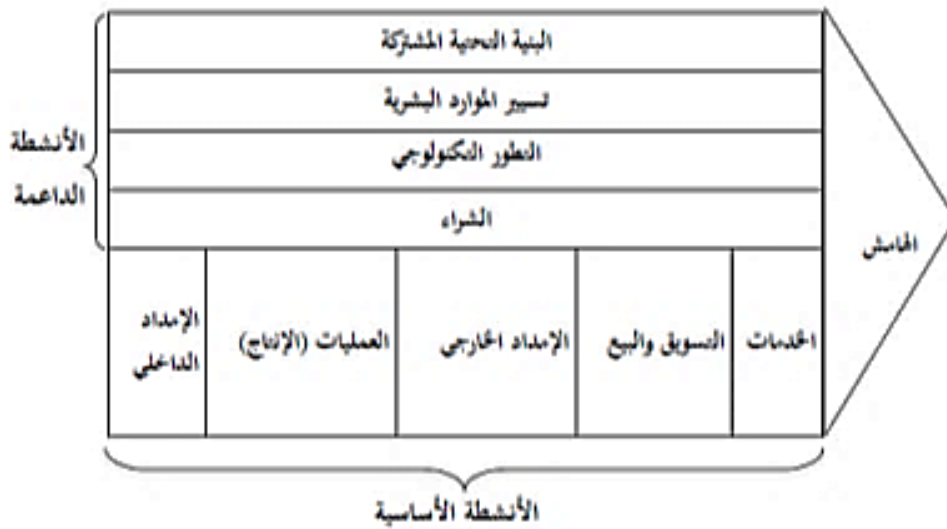 البنية التحتية المشتركة
تسيير الموارد البشرية
التطور التكنولوجي
الشراء
الأنشطة
الداعمة
الهامش
الإمداد
الداخلي
العمليات (الإنتاج)
الإمداد الخارجي
التسويق والبيع
الخدمات
الأنشطة الأساسية